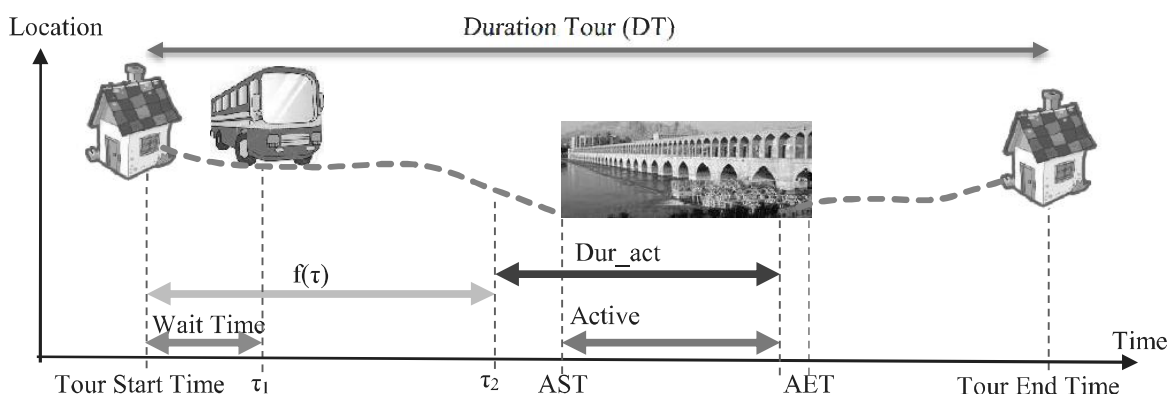 Location
Duration Tour (DT)
Dur_act
f(τ)
Active
Wait Time
Time
Tour Start Time
τ1
τ2
AST
AET
Tour End Time